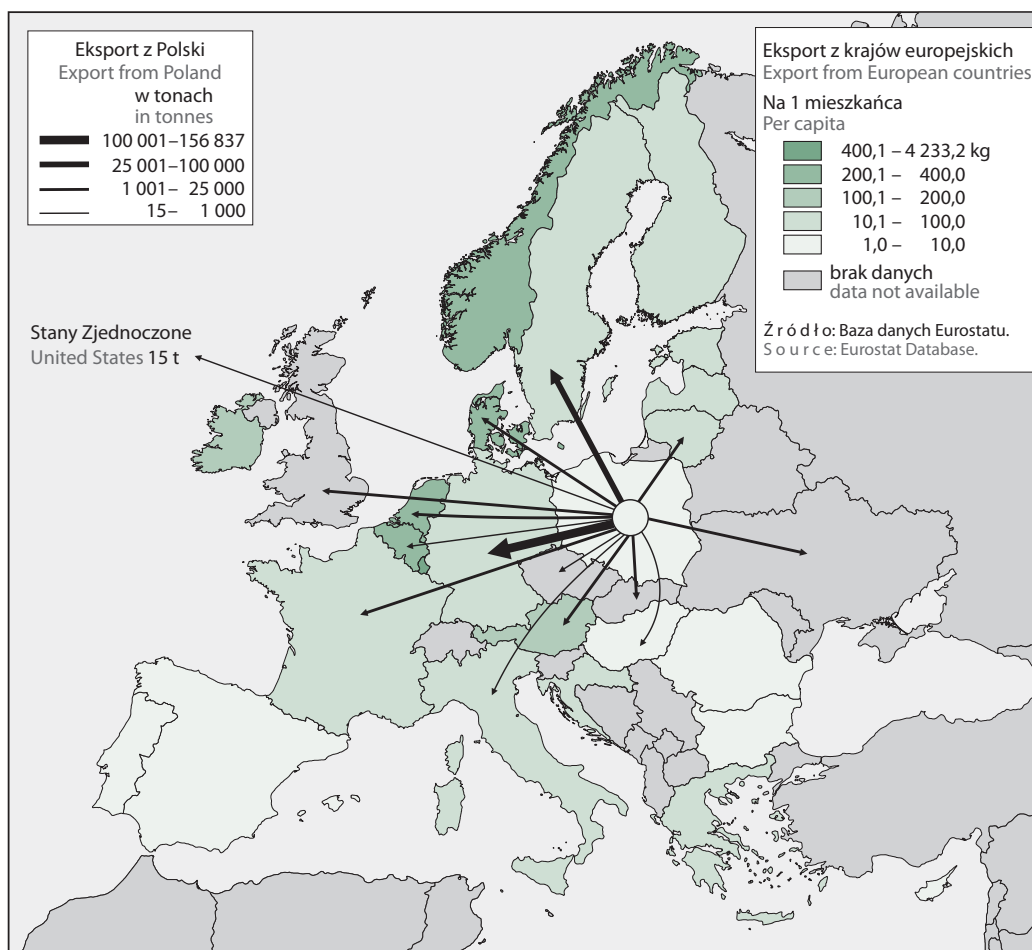 Eksport z Polski
Export from Poland
w tonach
in tonnes
100 001–156 837
25 001–100 000
1 001– 25 000
15– 1 000
Eksport z krajów europejskich
Export from European countries
Na 1 mieszkańca
Per capita
400,1 – 4 233,2 kg
200,1 – 400,0
100,1 – 200,0
10,1 – 100,0
1,0 – 10,0
brak danych
data not available
Ź r ó d ł o: Baza danych Eurostatu.
S o u r c e: Eurostat Database.
Stany Zjednoczone
United States 15 t